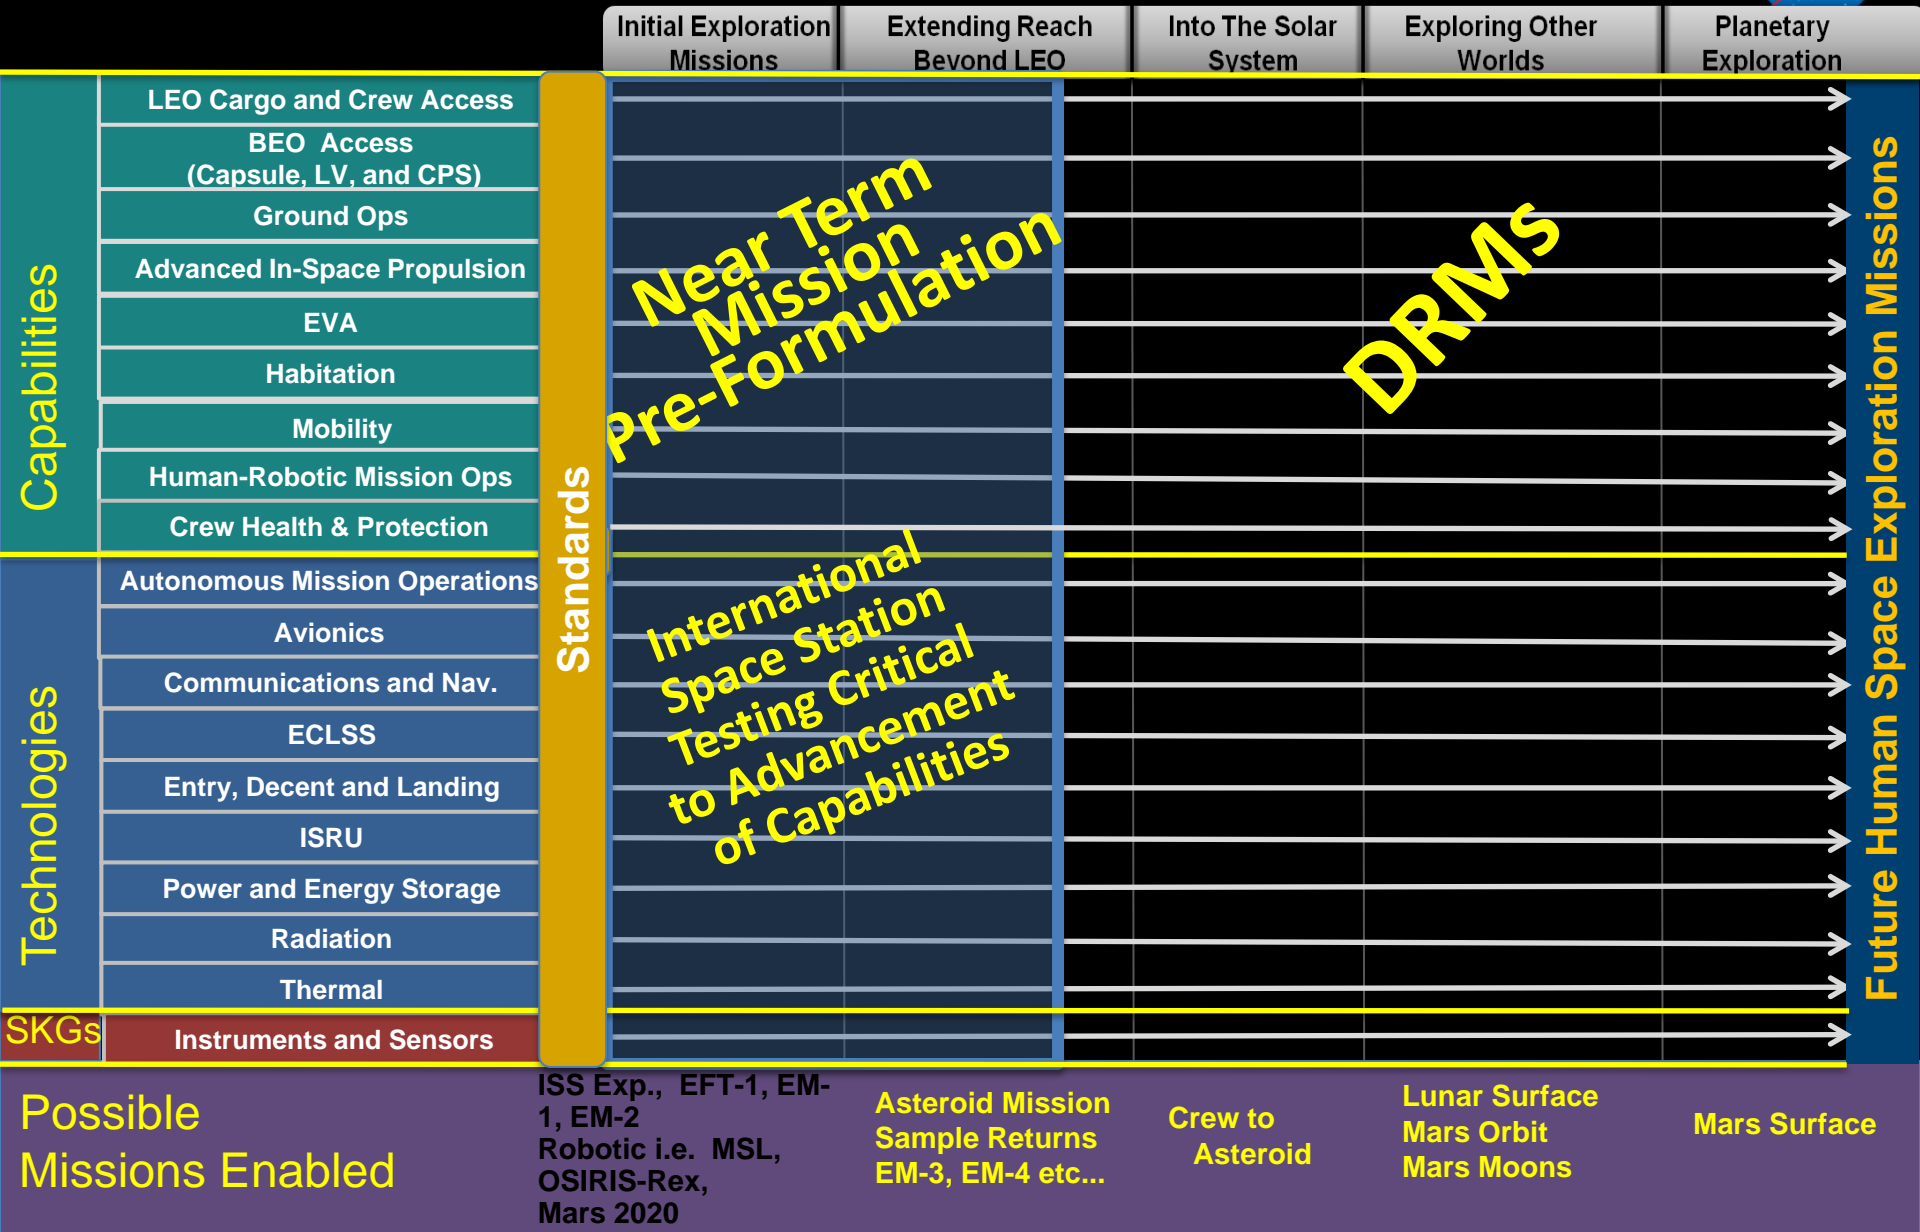 Initial Exploration
Missions
Extending Reach
Beyond LEO
Into The Solar
System
Exploring Other
Worlds
Planetary
Exploration
Capabilities
LEO Cargo and Crew Access
BEO Access
(Capsule, LV, and CPS)
Ground Ops
Advanced In-Space Propulsion
EVA
Habitation
Mobility
Human-Robotic Mission Ops
Crew Health & Protection
Technologies
Autonomous Mission Operations
Avionics
Communications and Nav.
ECLSS
Entry, Decent and Landing
ISRU
Power and Energy Storage
Radiation
Thermal
SKGs
Instruments and Sensors
Standards
Near Term
Mission
Pre-Formulation
International
Space Station
Testing Critical
to Advancement
of Capabilities
DRMs
Future Human Space Exploration Missions
Possible
Missions Enabled
ISS Exp., EFT-1, EM-
1, EM-2
Robotic i.e. MSL,
OSIRIS-Rex,
Mars 2020
Asteroid Mission
Sample Returns
EM-3, EM-4 etc...
Crew to
Asteroid
Lunar Surface
Mars Orbit
Mars Moons
Mars Surface